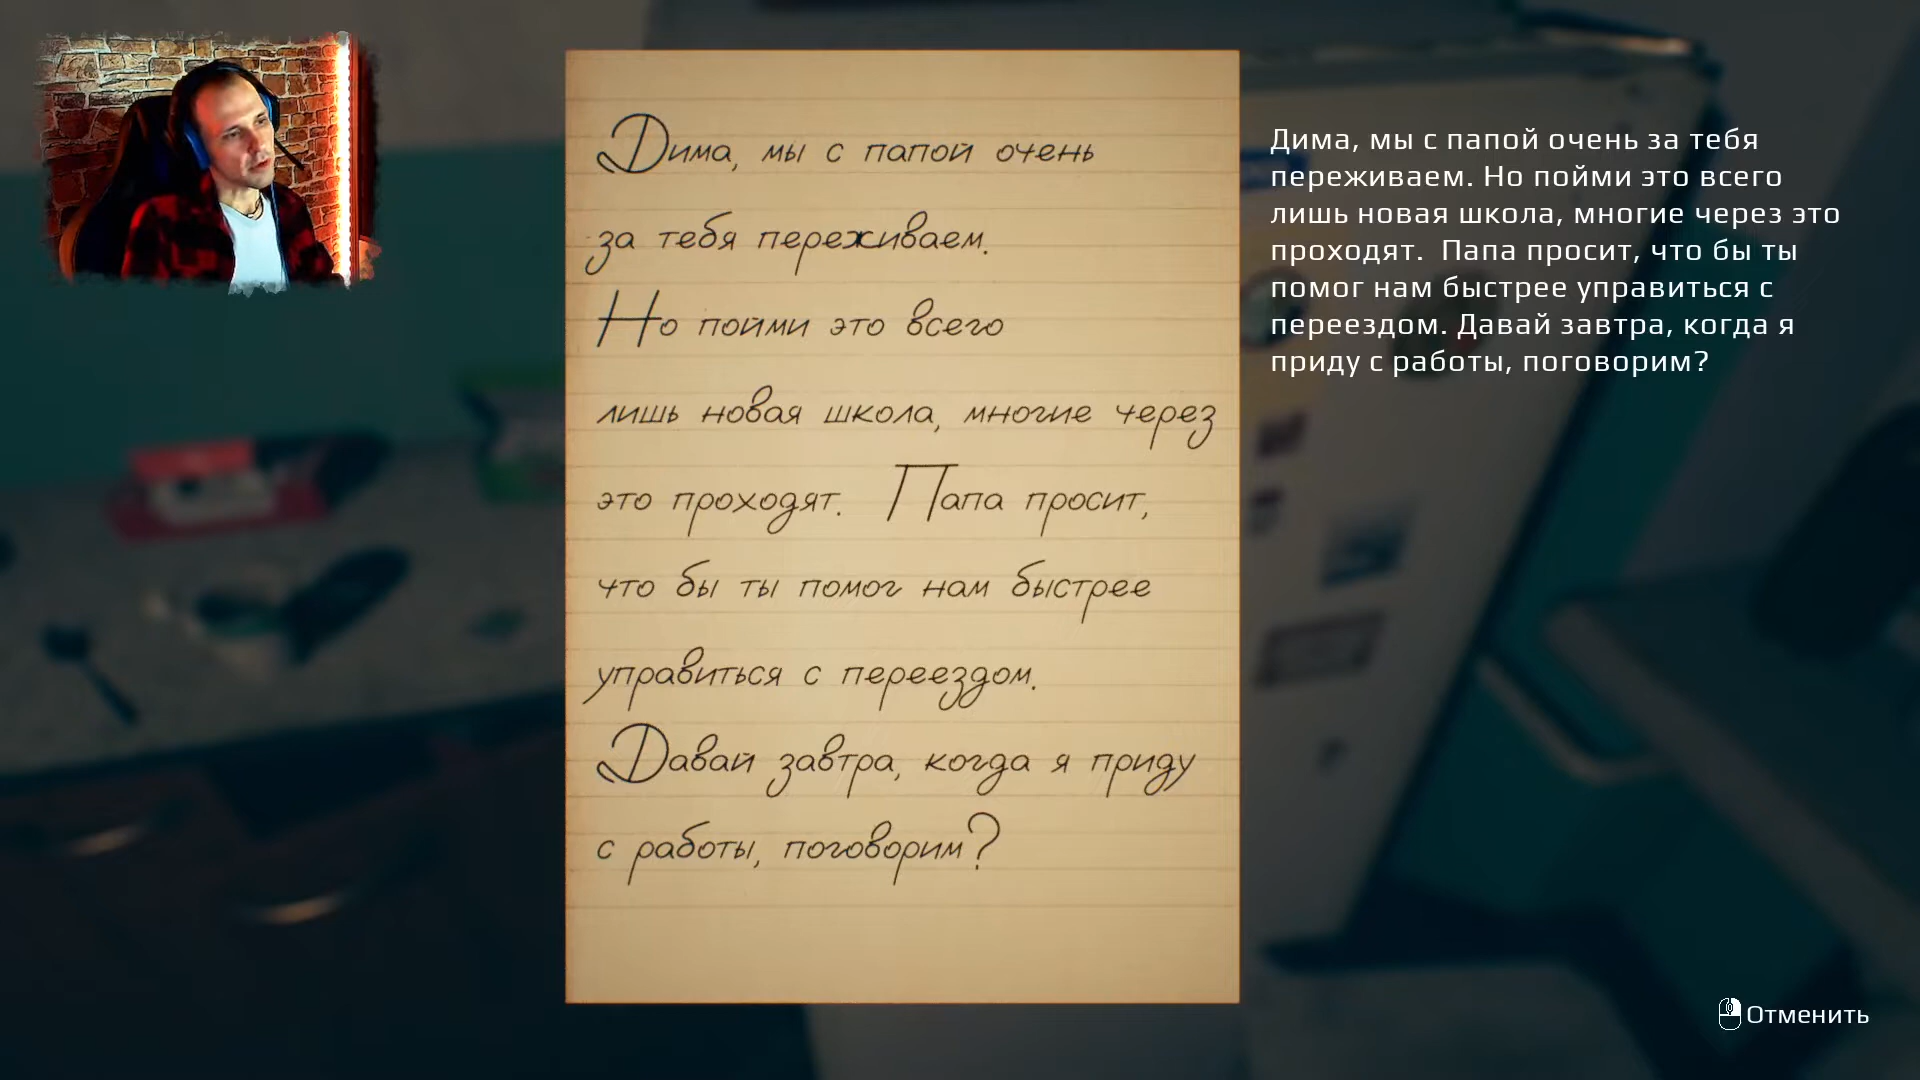 Дима, мы с папой очень
за тебя переживаем.
Но пойми это всего
лишь новая школа, многие через
это проходят. Папа просит,
что бы ты помог нам быстрее
управиться с переездом.
Давай завтра, когда я приду
с работы, поговорим?
Дима, мы с папой очень за тебя
переживаем. Но пойми это всего
лишь новая школа, многие через это
проходят. Папа просит, что бы ты
помог нам быстрее управиться с
переездом. Давай завтра, когда я
приду с работы, поговорим?
Отменить